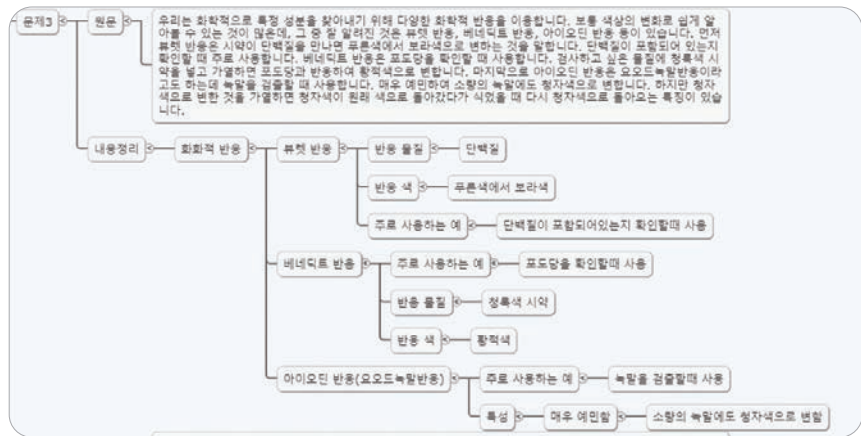 문제3
원문
우리는 화학적으로 특정 성분을 찾아내기 위해 다양한 화학적 반응을 이용합니다. 보통 색상의 변화로 쉽게 알
아볼 수 있는 것이 많은데, 그 중 잘 알려진 것은 뷰렛 반응, 베네딕트 반응, 아이오딘 반응 등이 있습니다. 먼저
뷰렛 반응은 시약이 단백질을 만나면 푸른색에서 보라색으로 변하는 것을 말합니다. 단백질이 포함되어 있는지
확인할 때 주로 사용합니다. 베네딕트 반응은 포도당을 확인할 때 사용합니다. 검사하고 싶은 물질에 청록색 시
약을 넣고 가열하면 포도당과 반응하여 황적색으로 변합니다. 마지막으로 아이오딘 반응은 요오드녹말반응이라
고도 하는데 녹말을 검출할 때 사용합니다. 매우 예민하여 소량의 녹말에도 청자색으로 변합니다. 하지만 청자
색으로 변한 것을 가열하면 청자색이 원래 색으로 돌아갔다가 식었을 때 다시 청자색으로 돌아오는 특징이 있습
니다.
내용정리
화화적 반응
뷰렛 반응
반응 물질
단백질
반응 색
푸른색에서 보라색
주로 사용하는 예
단백질이 포함되어있는지 확인할때 사용
베네딕트 반응
주로 사용하는 예
포도당을 확인할때 사용
반응 물질
청록색 시약
반응 색
황적색
아이오딘 반응(요오드녹말반응)
주로 사용하는 예
녹말을 검출할때 사용
특성
매우 예민함
소량의 녹말에도 청자색으로 변함